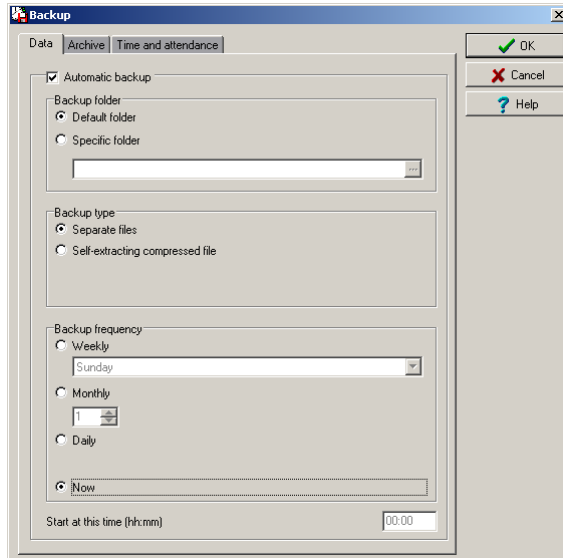 Backup
Data Archive Time and attendance
OK
Cancel
Help
Automatic backup
Backup folder
Default folder
Specific folder
...
Backup type
Separate files
Self-extracting compressed file
Backup frequency
Weekly
Sunday
Monthly
1
Daily
Now
Start at this time (hh:mm) 00:00